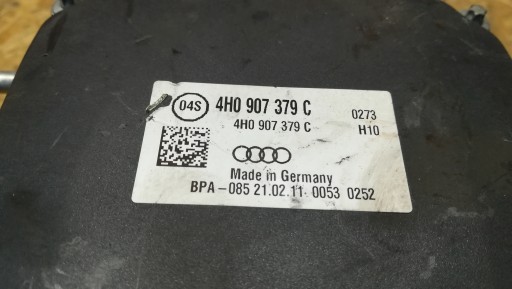 04S 4H0 907 379 C
4H0 907 379 C
0273
H10
Made in Germany
BPA-085 21.02.11 0053 0252